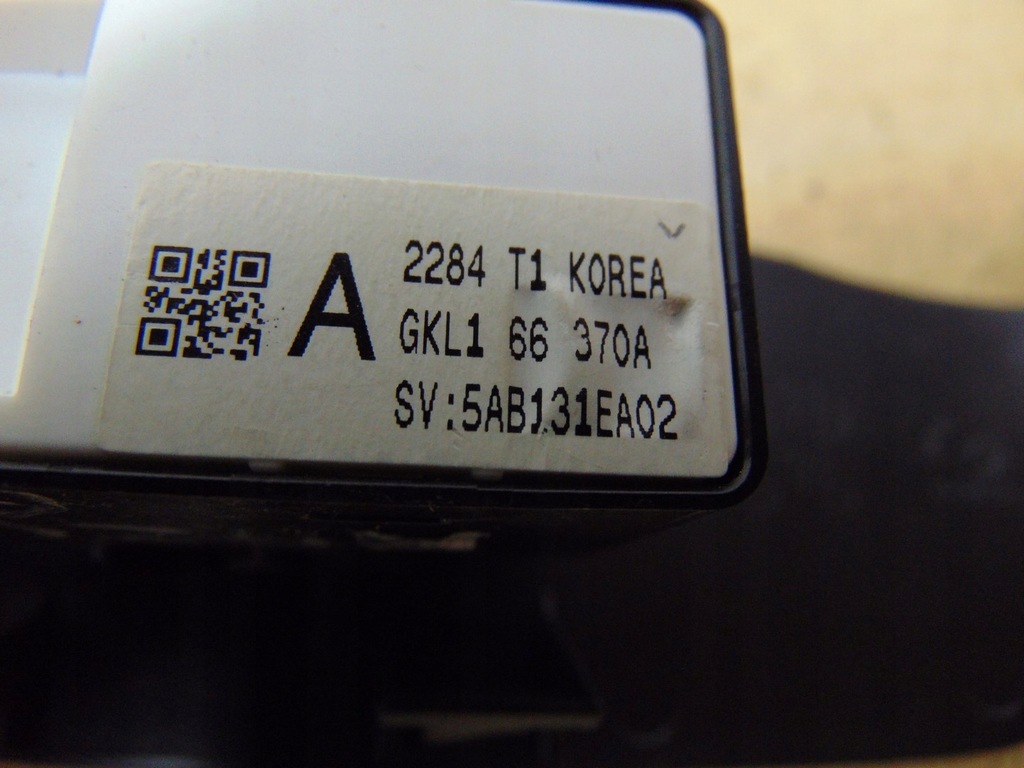 A
2284 T1 KOREA
GKL1 66 370A
SV:5AB131EA02